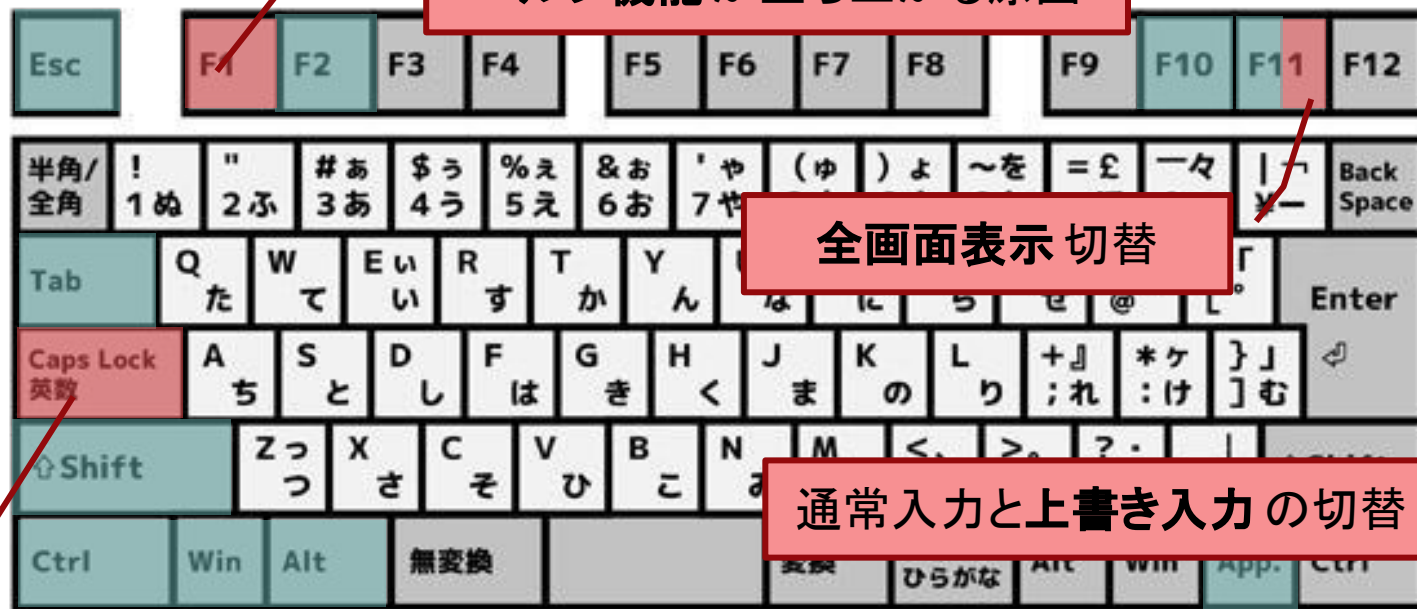 Esc F1 F2 F3 F4 F5 F6 F7 F8 F9 F10 F11 F12
半角/ ! " #ぁ $ぅ %ぇ &ぉ 'ゃ (ゅ )ょ ~を =£ ー々 | ¬ Back
全角 1ぬ 2ふ 3あ 4う 5え 6お 7や ¥ー Space
全画面表示 切替
Tab Q W Eぃ R T Y 「 Enter
た て い す か ん @ [ °
Caps Lock A S D F G H J K L +』 *ヶ }」
英数 ち と し は き く ま の り ;れ :け ]む
⇧Shift Zっ X C V B N
つ さ そ ひ こ
通常入力と上書き入力 の切替
Ctrl Win Alt 無変換 ひらがな